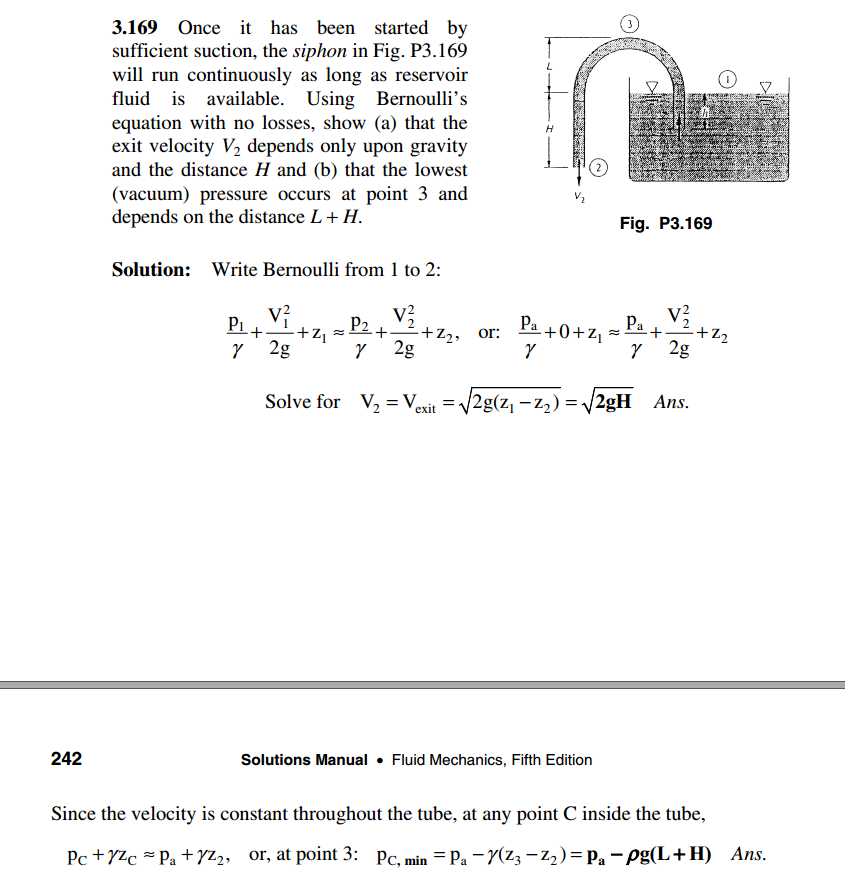 3.169 Once it has been started by
sufficient suction, the siphon in Fig. P3.169
will run continuously as long as reservoir
fluid is available. Using Bernoulli's
equation with no losses, show (a) that the
exit velocity V₂ depends only upon gravity
and the distance H and (b) that the lowest
(vacuum) pressure occurs at point 3 and
depends on the distance L + H.
3
L
1
h
H
2
V₂
Fig. P3.169
Solution: Write Bernoulli from 1 to 2:
p₁/γ + V₁²/2g + z₁ ≈ p₂/γ + V₂²/2g + z₂, or: pₐ/γ + 0 + z₁ ≈ pₐ/γ + V₂²/2g + z₂
Solve for V₂ = V_exit = √2g(z₁ − z₂) = √2gH Ans.
242 Solutions Manual • Fluid Mechanics, Fifth Edition
Since the velocity is constant throughout the tube, at any point C inside the tube,
p_C + γz_C ≈ pₐ + γz₂, or, at point 3: p_C, min = pₐ − γ(z₃ − z₂) = pₐ − ρg(L + H) Ans.